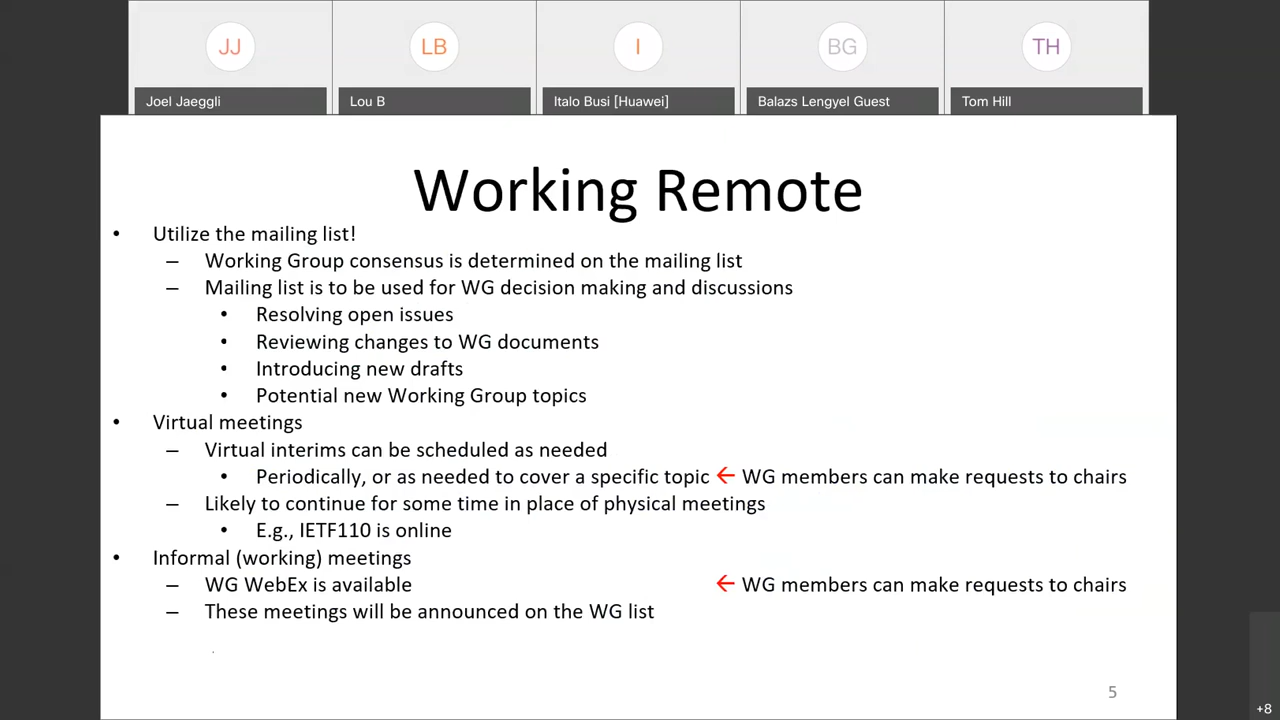 JJ
LB
I
BG
TH
Joel Jaeggli
Lou B
Italo Busi [Huawei]
Balazs Lengyel Guest
Tom Hill
Working Remote
• Utilize the mailing list!
– Working Group consensus is determined on the mailing list
– Mailing list is to be used for WG decision making and discussions
• Resolving open issues
• Reviewing changes to WG documents
• Introducing new drafts
• Potential new Working Group topics
• Virtual meetings
– Virtual interims can be scheduled as needed
• Periodically, or as needed to cover a specific topic ← WG members can make requests to chairs
– Likely to continue for some time in place of physical meetings
• E.g., IETF110 is online
• Informal (working) meetings
– WG WebEx is available ← WG members can make requests to chairs
– These meetings will be announced on the WG list
5
+8